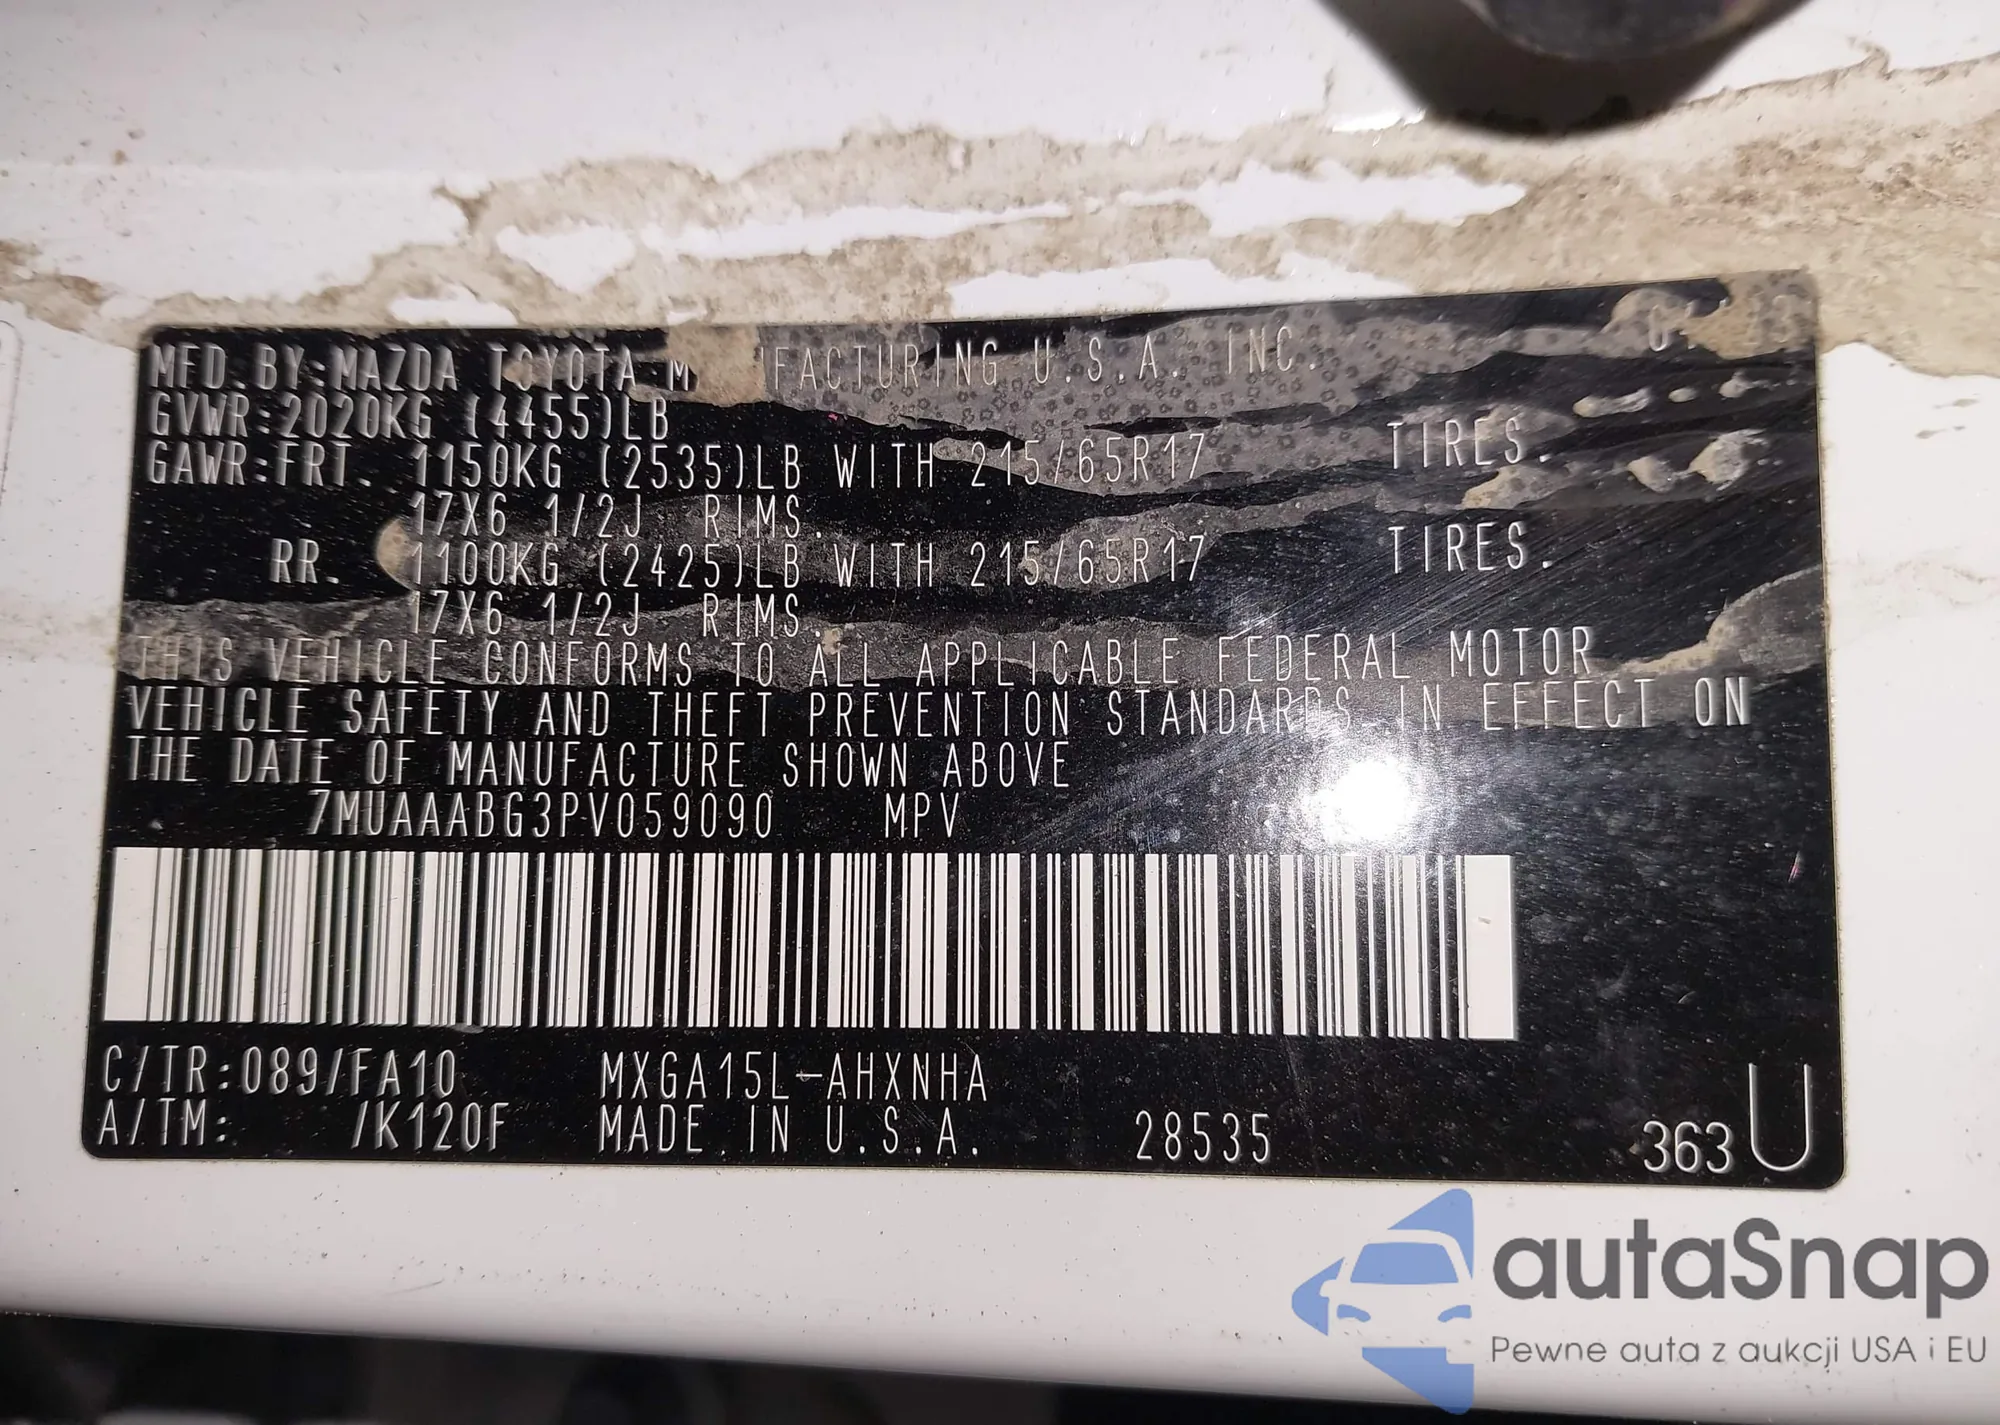 MFD.BY:MAZDA TOYOTA M FACTURING U.S.A. INC.
GVWR:2020KG (4455)LB
GAWR:FRT. 1150KG (2535)LB WITH 215/65R17 TIRES.
17X6 1/2J RIMS.
RR. 1100KG (2425)LB WITH 215/65R17 TIRES.
17X6 1/2J RIMS.
THIS VEHICLE CONFORMS TO ALL APPLICABLE FEDERAL MOTOR
VEHICLE SAFETY AND THEFT PREVENTION STANDARDS IN EFFECT ON
THE DATE OF MANUFACTURE SHOWN ABOVE
7MUAAABG3PV059090 MPV
C/TR:089/FA10 MXGA15L-AHXNHA
A/TM: /K120F MADE IN U.S.A. 28535 363 U
autaSnap
Pewne auta z aukcji USA i EU